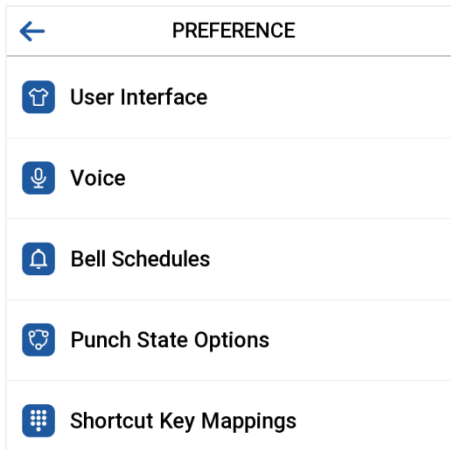 PREFERENCE
User Interface
Voice
Bell Schedules
Punch State Options
Shortcut Key Mappings